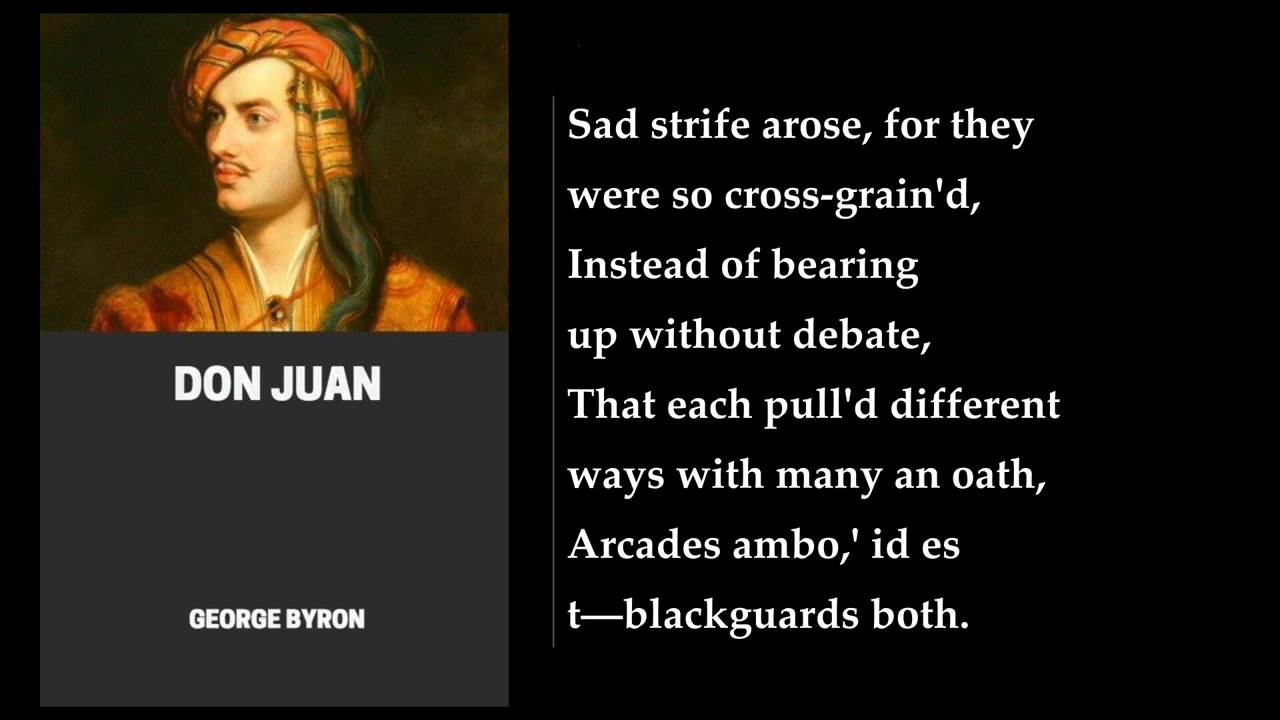 DON JUAN
GEORGE BYRON
Sad strife arose, for they
were so cross-grain'd,
Instead of bearing
up without debate,
That each pull'd different
ways with many an oath,
Arcades ambo,' id es
t—blackguards both.